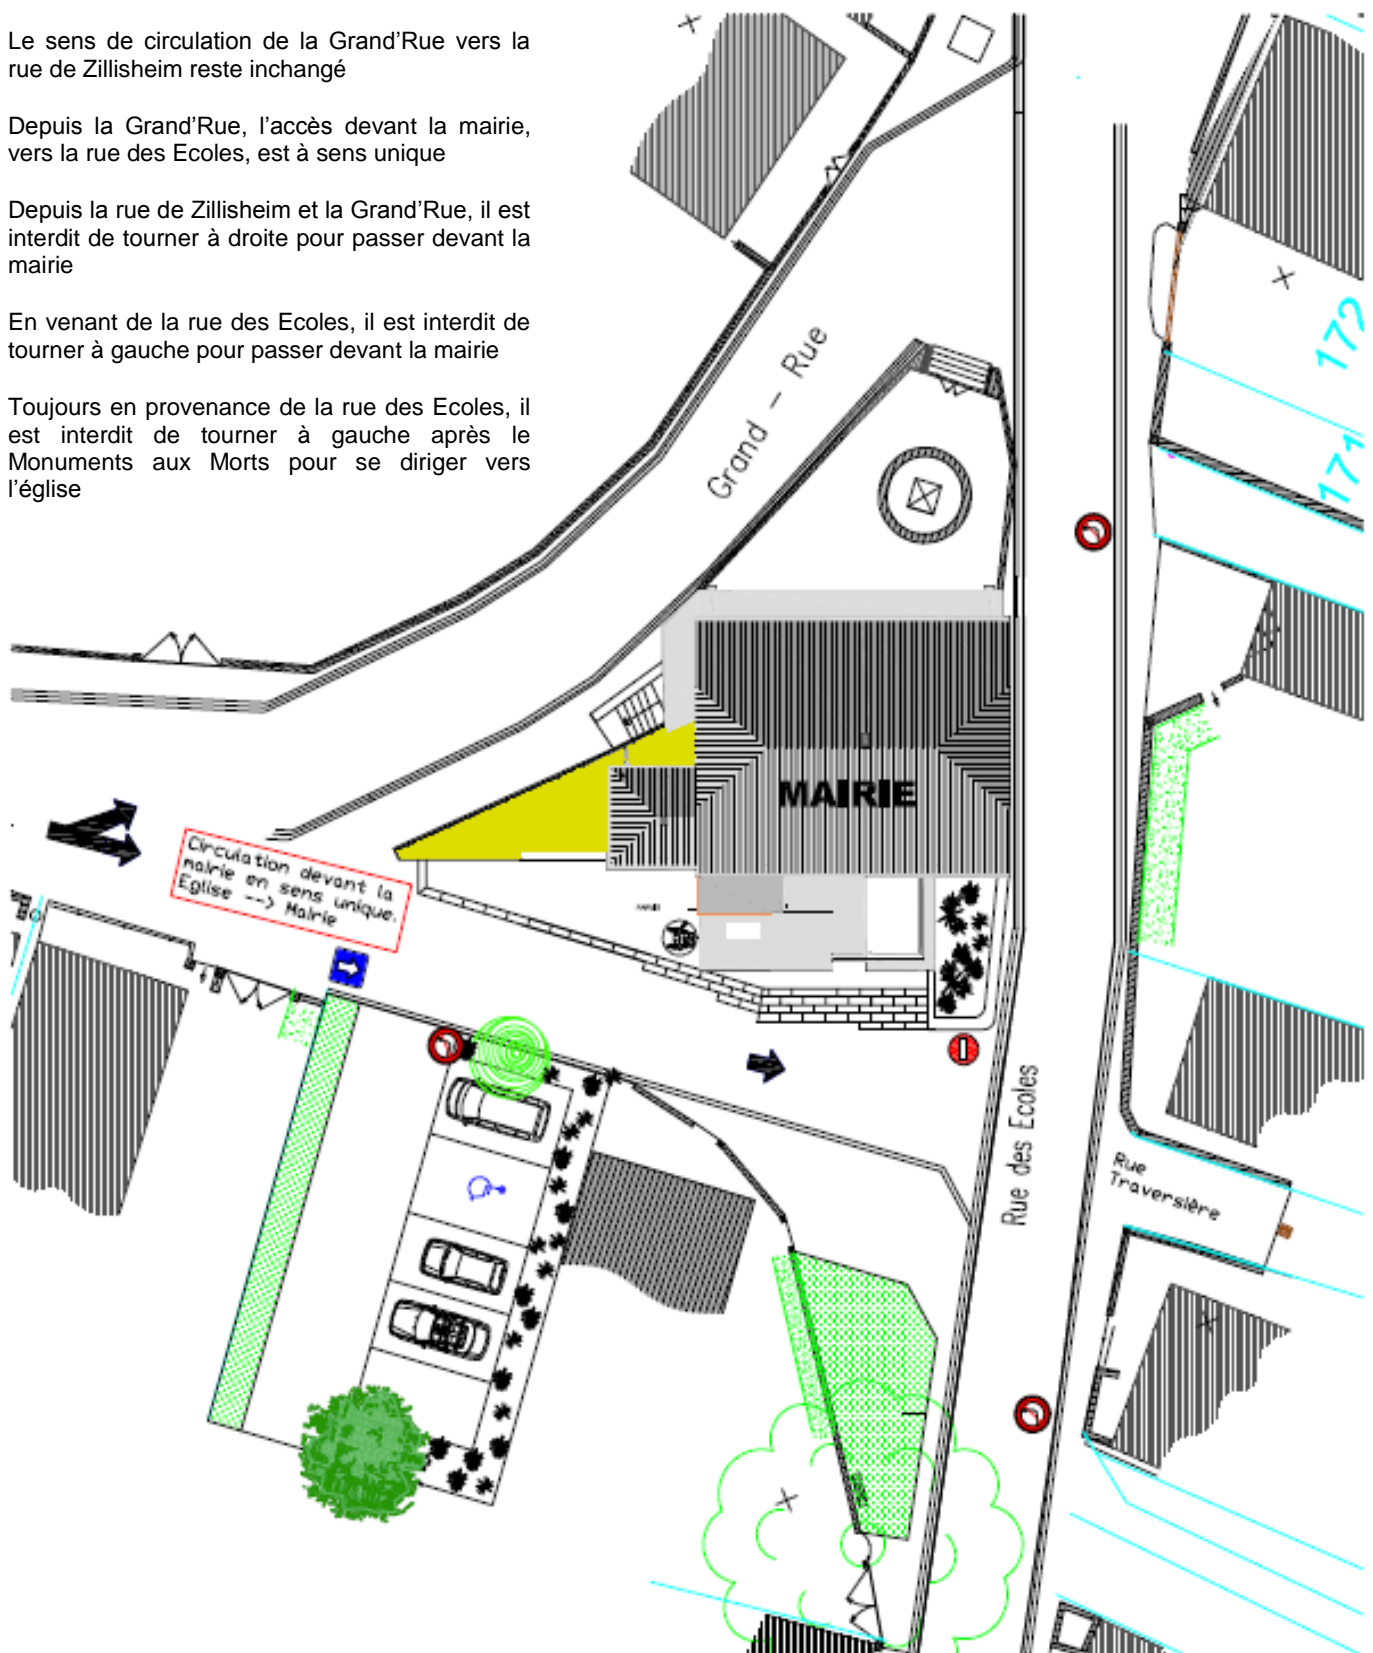 Le sens de circulation de la Grand'Rue vers la
rue de Zillisheim reste inchangé
Depuis la Grand'Rue, l'accès devant la mairie,
vers la rue des Ecoles, est à sens unique
Depuis la rue de Zillisheim et la Grand'Rue, il est
interdit de tourner à droite pour passer devant la
mairie
En venant de la rue des Ecoles, il est interdit de
tourner à gauche pour passer devant la mairie
Toujours en provenance de la rue des Ecoles, il
est interdit de tourner à gauche après le
Monuments aux Morts pour se diriger vers
l'église
Grand - Rue
172
171
MAIRIE
Circulation devant la
mairie en sens unique.
Eglise --> Mairie
Rue des Ecoles
Rue
Traversière